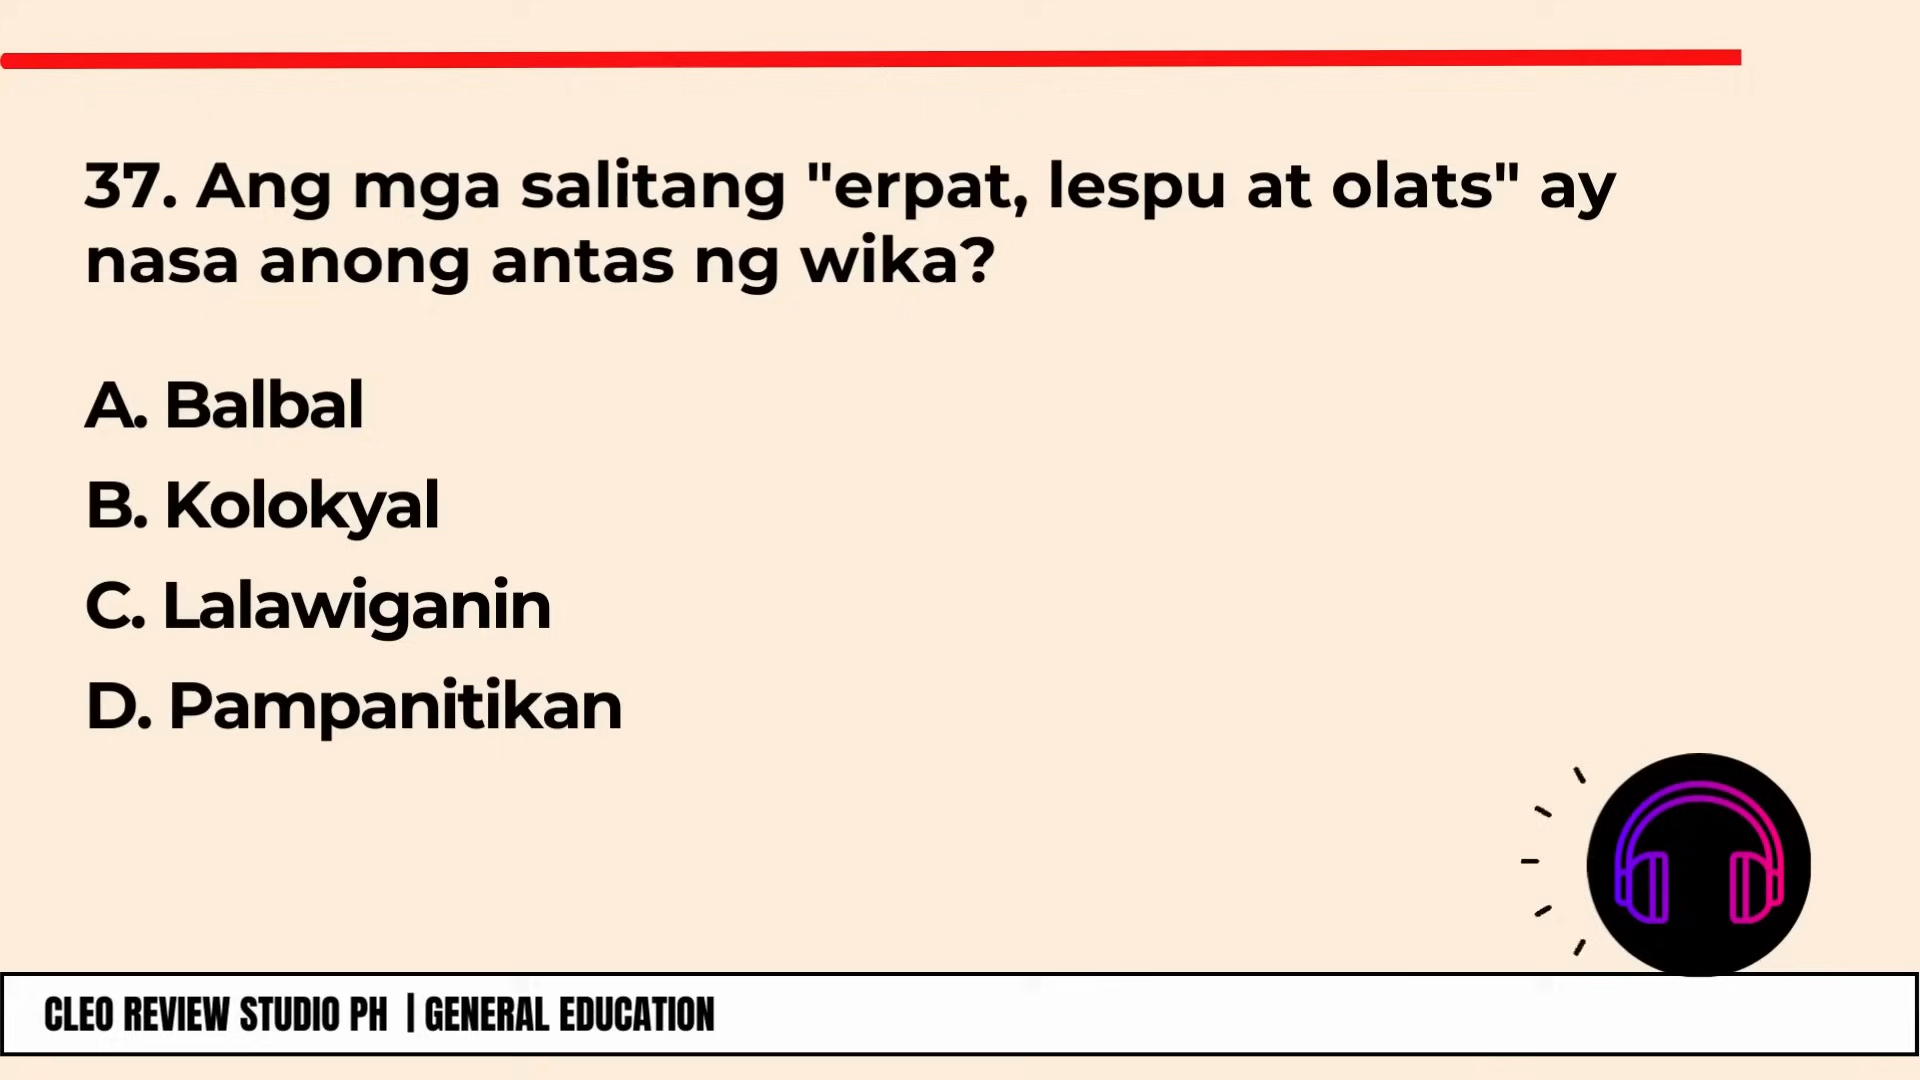 37. Ang mga salitang "erpat, lespu at olats" ay
nasa anong antas ng wika?
A. Balbal
B. Kolokyal
C. Lalawiganin
D. Pampanitikan
CLEO REVIEW STUDIO PH | GENERAL EDUCATION